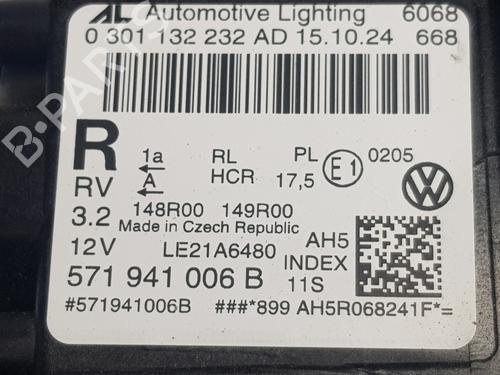 AL Automotive Lighting 6068
0 301 132 232 AD 15.10.24 668
R 1a RL PL E1 0205
RV A HCR 17,5
3.2 148R00 149R00
Made in Czech Republic
12V LE21A6480 AH5
571 941 006 B INDEX
11S
#571941006B ###*899 AH5R068241F*=
B-PARTS